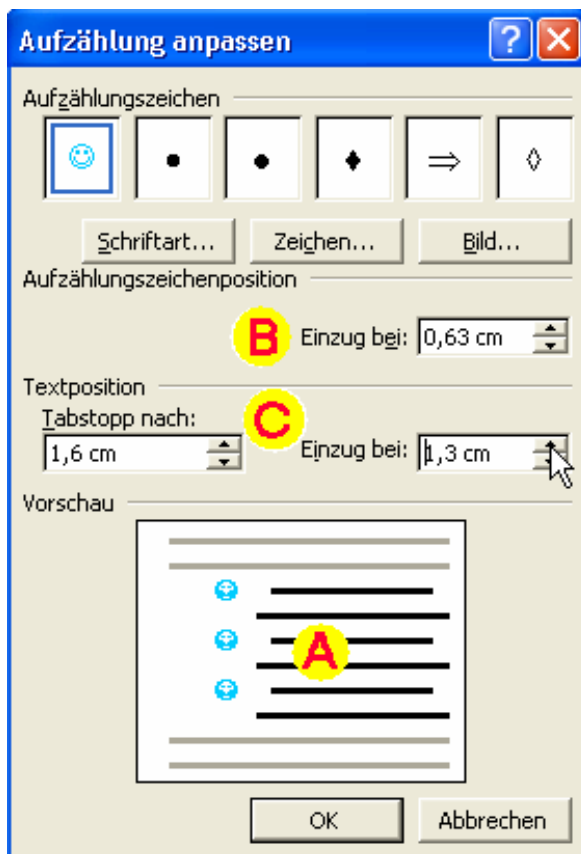 Aufzählung anpassen
Aufzählungszeichen
Schriftart... Zeichen... Bild...
Aufzählungszeichenposition
B Einzug bei: 0,63 cm
Textposition
Tabstopp nach: C
1,6 cm Einzug bei: 1,3 cm
Vorschau
A
OK Abbrechen